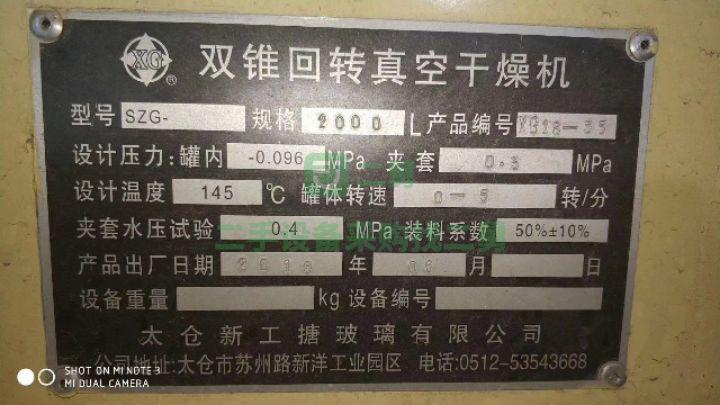 XG ® 双锥回转真空干燥机
型号 SZG- 规格 2000 L 产品编号 XG18-35
设计压力:罐内 -0.096 MPa 夹套 0.3 MPa
设计温度 145 ℃ 罐体转速 0-5 转/分
夹套水压试验 0.4 MPa 装料系数 50%±10%
产品出厂日期 2018 年 06 月 日
设备重量 kg 设备编号
太仓新工搪玻璃有限公司
公司地址:太仓市苏州路新洋工业园区 电话:0512-53543668
SHOT ON MI NOTE 3
MI DUAL CAMERA